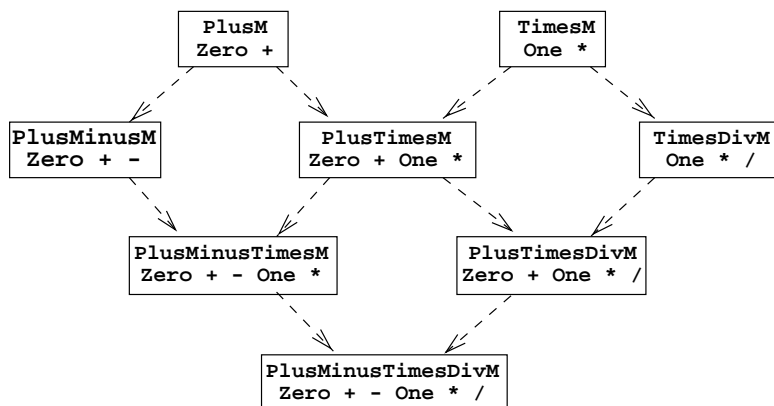 PlusM
Zero +
TimesM
One *
PlusMinusM
Zero + -
PlusTimesM
Zero + One *
TimesDivM
One * /
PlusMinusTimesM
Zero + - One *
PlusTimesDivM
Zero + One * /
PlusMinusTimesDivM
Zero + - One * /